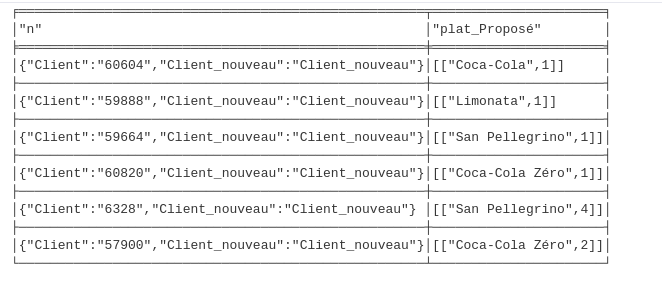 "n" "plat_Proposé"
{"Client":"60604","Client_nouveau":"Client_nouveau"} [["Coca-Cola",1]]
{"Client":"59888","Client_nouveau":"Client_nouveau"} [["Limonata",1]]
{"Client":"59664","Client_nouveau":"Client_nouveau"} [["San Pellegrino",1]]
{"Client":"60820","Client_nouveau":"Client_nouveau"} [["Coca-Cola Zéro",1]]
{"Client":"6328","Client_nouveau":"Client_nouveau"} [["San Pellegrino",4]]
{"Client":"57900","Client_nouveau":"Client_nouveau"} [["Coca-Cola Zéro",2]]